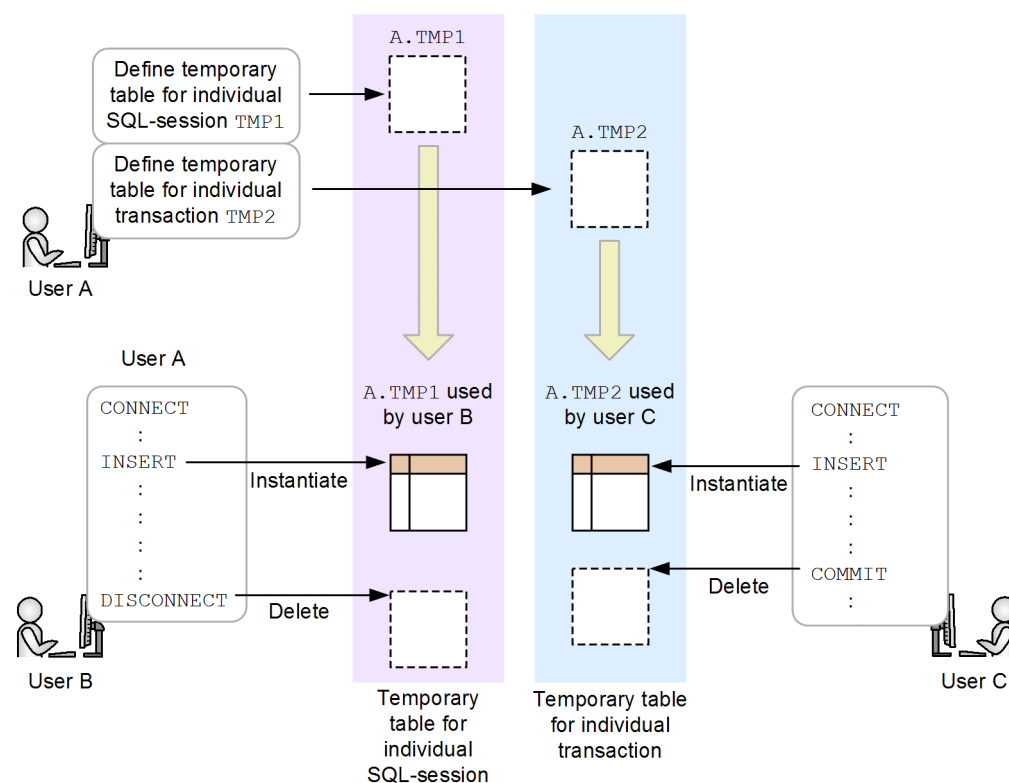 A.TMP1
Define temporary
table for individual
SQL-session TMP1
A.TMP2
Define temporary
table for individual
transaction TMP2
User A
User A
A.TMP1 used
by user B
A.TMP2 used
by user C
CONNECT
:
INSERT
Instantiate
:
:
:
:
DISCONNECT
Delete
CONNECT
:
INSERT
Instantiate
:
:
COMMIT
Delete
:
User B
User C
Temporary
table for
individual
SQL-session
Temporary table
for individual
transaction